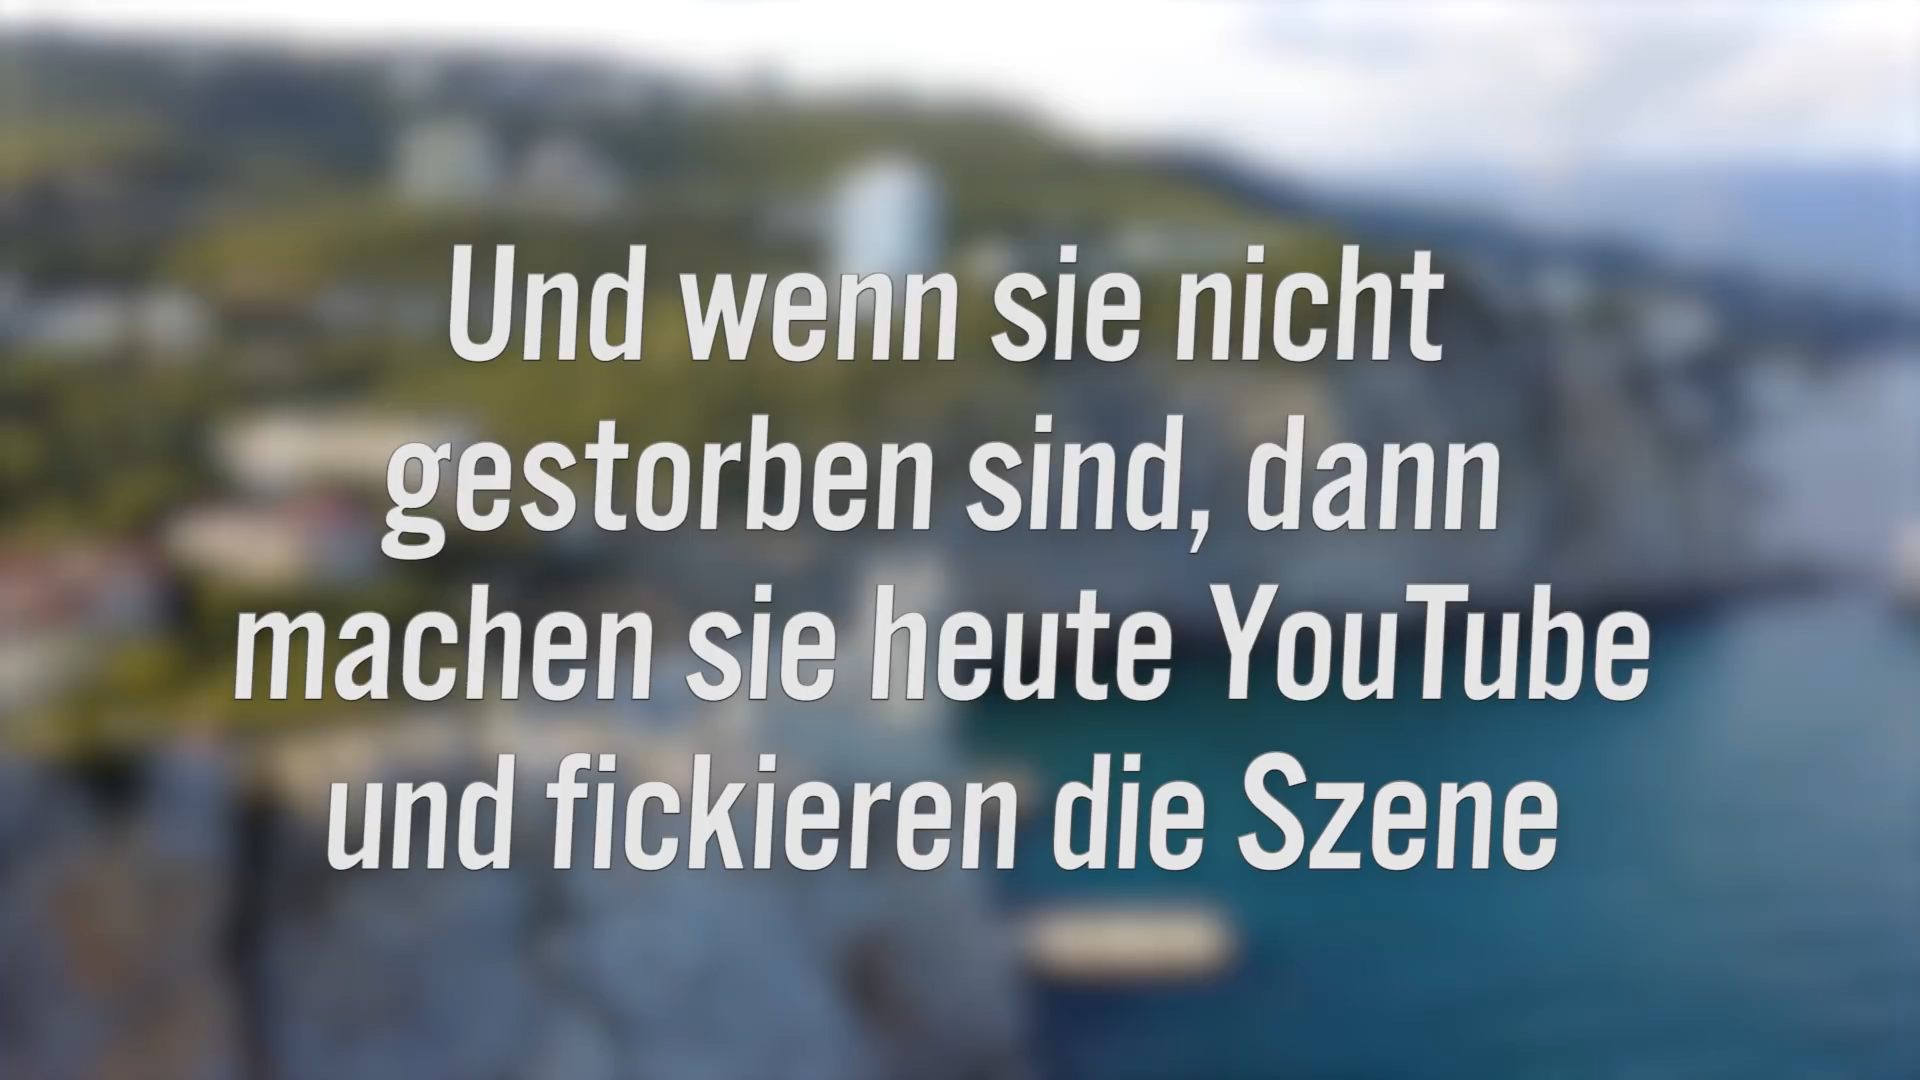 Und wenn sie nicht
gestorben sind, dann
machen sie heute YouTube
und fickieren die Szene